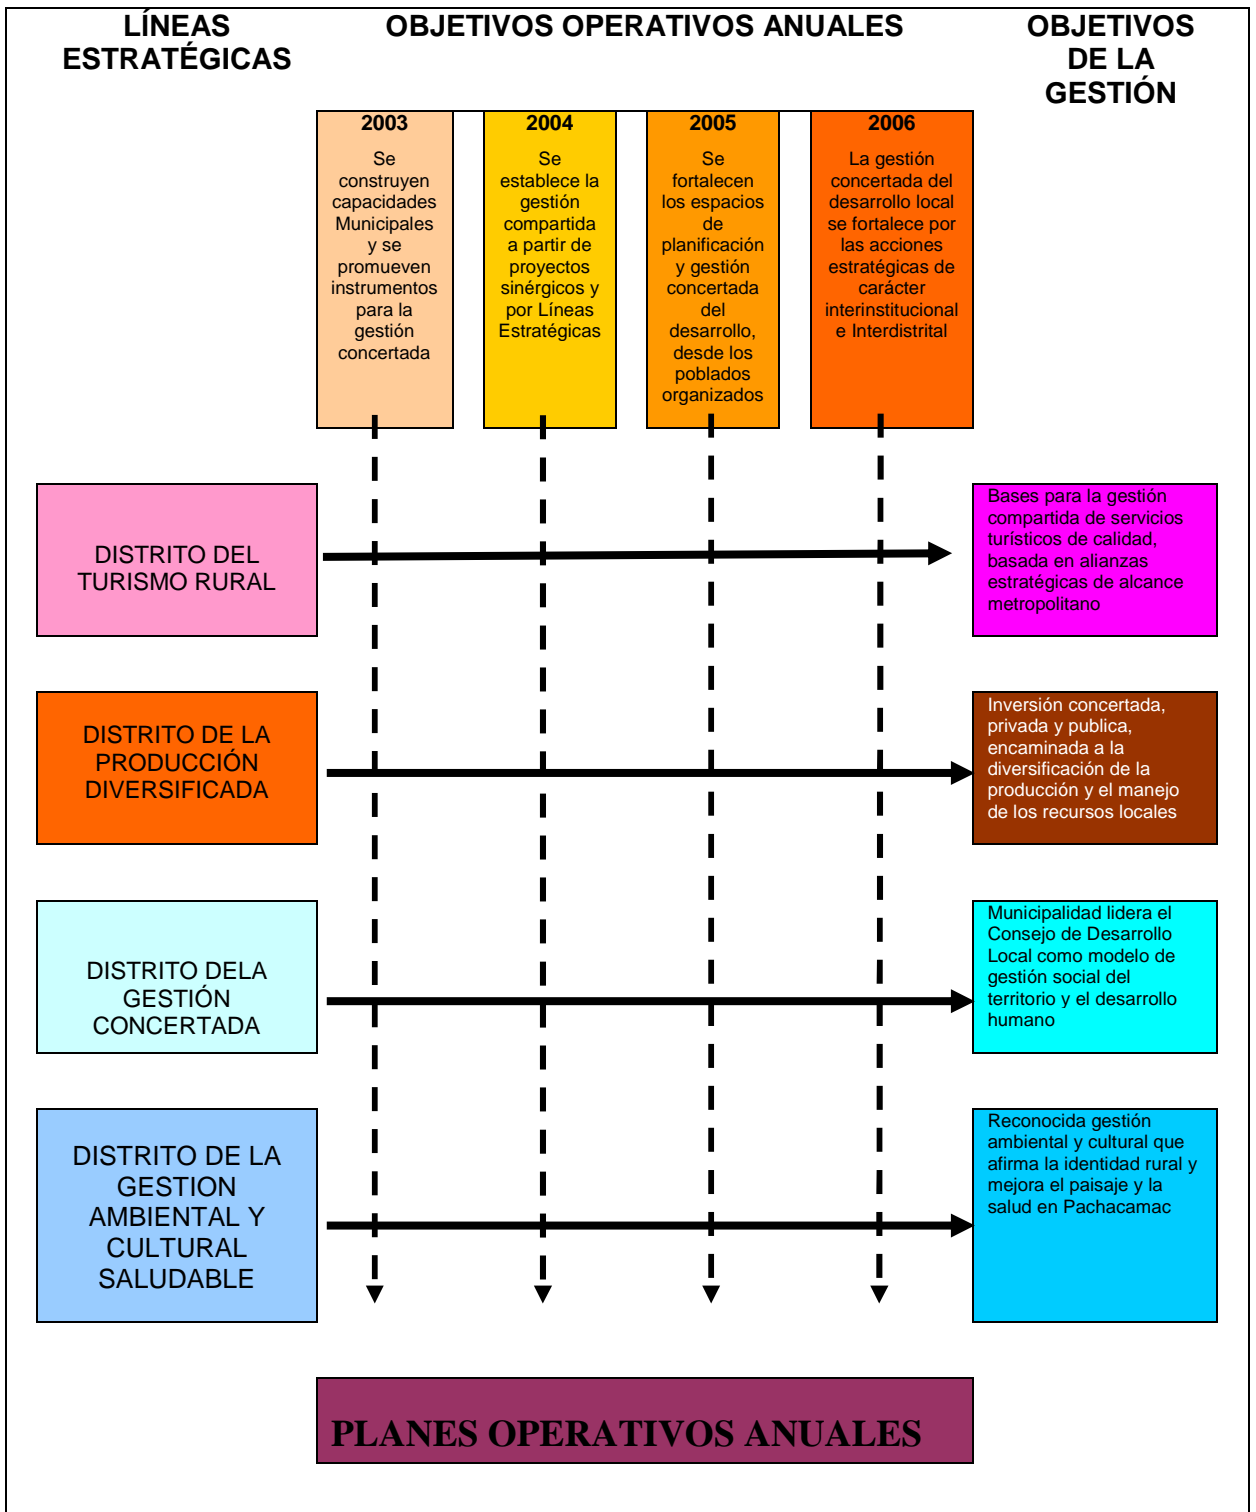 LÍNEAS
ESTRATÉGICAS
OBJETIVOS OPERATIVOS ANUALES
OBJETIVOS
DE LA
GESTIÓN
2003
Se
construyen
capacidades
Municipales
y se
promueven
instrumentos
para la
gestión
concertada
2004
Se
establece la
gestión
compartida
a partir de
proyectos
sinérgicos y
por Líneas
Estratégicas
2005
Se
fortalecen
los espacios
de
planificación
y gestión
concertada
del
desarrollo,
desde los
poblados
organizados
2006
La gestión
concertada del
desarrollo local
se fortalece por
las acciones
estratégicas de
carácter
interinstitucional
e Interdistrital
DISTRITO DEL
TURISMO RURAL
Bases para la gestión
compartida de servicios
turísticos de calidad,
basada en alianzas
estratégicas de alcance
metropolitano
DISTRITO DE LA
PRODUCCIÓN
DIVERSIFICADA
Inversión concertada,
privada y publica,
encaminada a la
diversificación de la
producción y el manejo
de los recursos locales
DISTRITO DELA
GESTIÓN
CONCERTADA
Municipalidad lidera el
Consejo de Desarrollo
Local como modelo de
gestión social del
territorio y el desarrollo
humano
DISTRITO DE LA
GESTION
AMBIENTAL Y
CULTURAL
SALUDABLE
Reconocida gestión
ambiental y cultural que
afirma la identidad rural y
mejora el paisaje y la
salud en Pachacamac
PLANES OPERATIVOS ANUALES